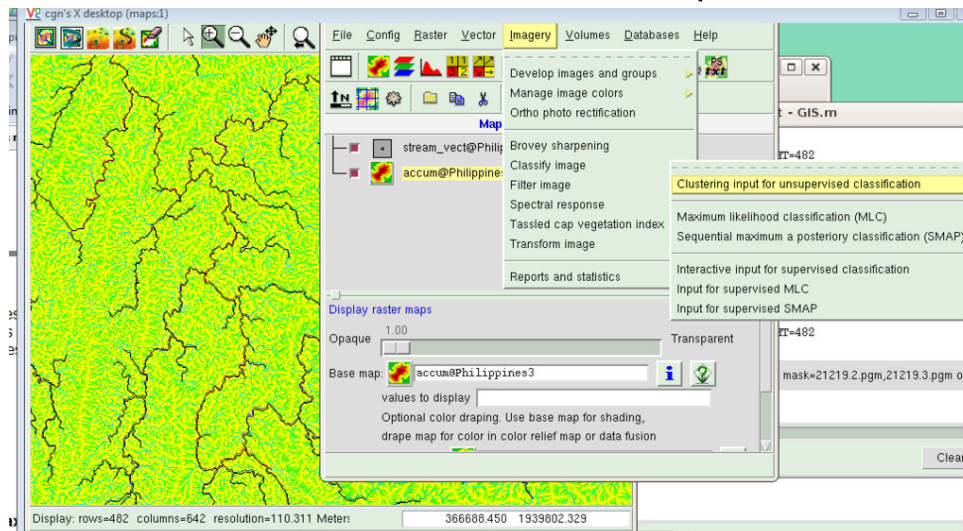 cgn's X desktop (maps:1)
File Config Raster Vector Imagery Volumes Databases Help
Map
stream_vect@Philip
accum@Philippines
Develop images and groups
Manage image colors
Ortho photo rectification
Brovey sharpening
Classify image
Filter image
Spectral response
Tassled cap vegetation index
Transform image
Reports and statistics
Clustering input for unsupervised classification
Maximum likelihood classification (MLC)
Sequential maximum a posteriory classification (SMAP)
Interactive input for supervised classification
Input for supervised MLC
Input for supervised SMAP
t - GIS.m
T=482
Display raster maps
1.00
Opaque Transparent
T=482
Base map: accum@Philippines3
mask=21219.2.pgm,21219.3.pgm o
values to display
Optional color draping. Use base map for shading,
drape map for color in color relief map or data fusion
Clear
Display: rows=482 columns=642 resolution=110.311 Meters 366688.450 1939802.329